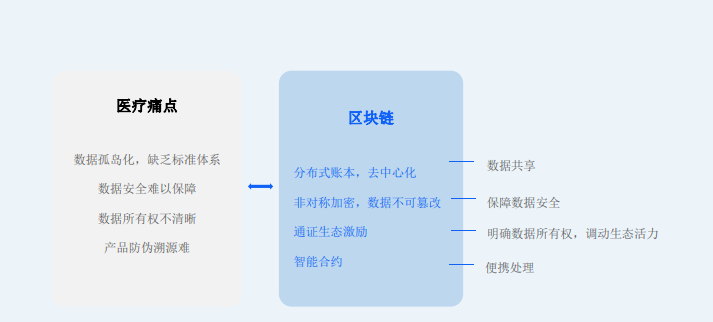 医疗痛点
数据孤岛化，缺乏标准体系
数据安全难以保障
数据所有权不清晰
产品防伪溯源难
区块链
分布式账本，去中心化
非对称加密，数据不可篡改
通证生态激励
智能合约
数据共享
保障数据安全
明确数据所有权，调动生态活力
便携处理